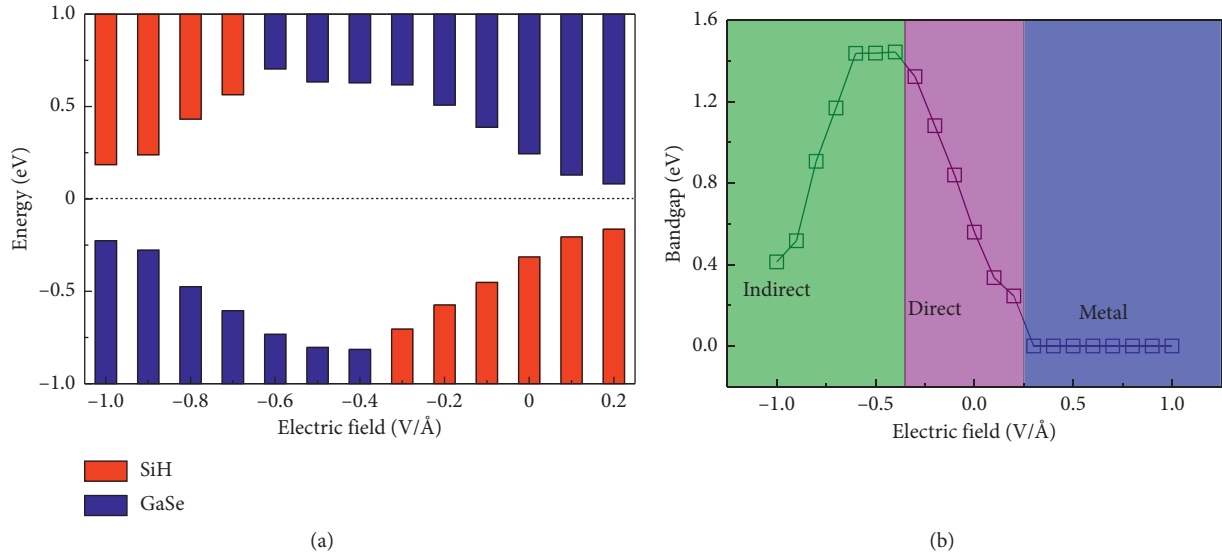 1.0
0.5
0
−0.5
−1.0
Energy (eV)
−1.0 −0.8 −0.6 −0.4 −0.2 0 0.2
Electric field (V/Å)
SiH
GaSe
(a)
1.6
1.2
0.8
0.4
0.0
Bandgap (eV)
Indirect
Direct
Metal
−1.0 −0.5 0.0 0.5 1.0
Electric field (V/Å)
(b)